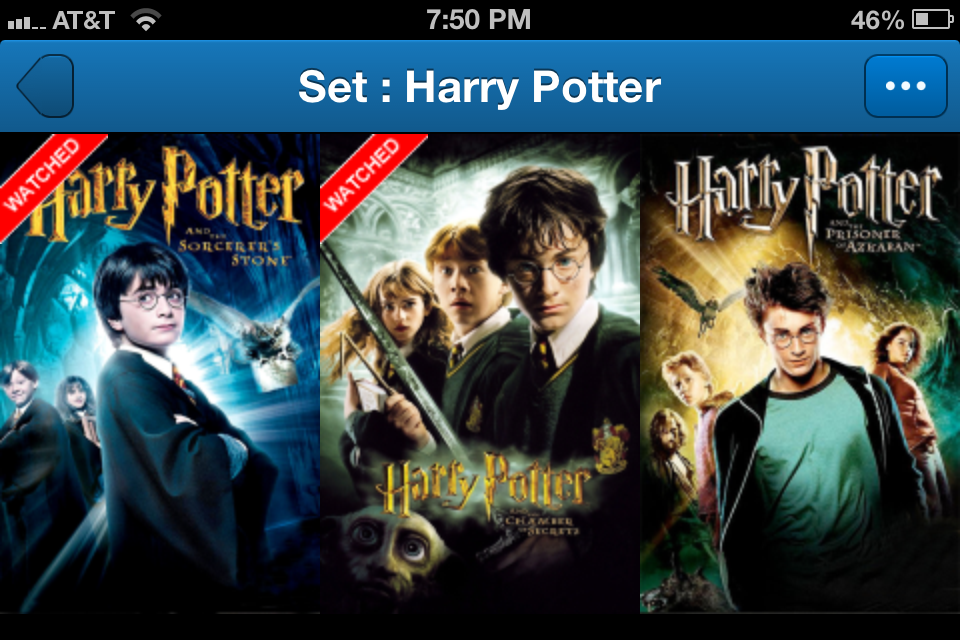 AT&T 7:50 PM 46%
Set : Harry Potter
WATCHED
Harry Potter
AND THE
SORCERER'S
STONE
WATCHED
Harry Potter
AND THE
CHAMBER
OF SECRETS
Harry Potter
AND THE
PRISONER
OF AZKABAN